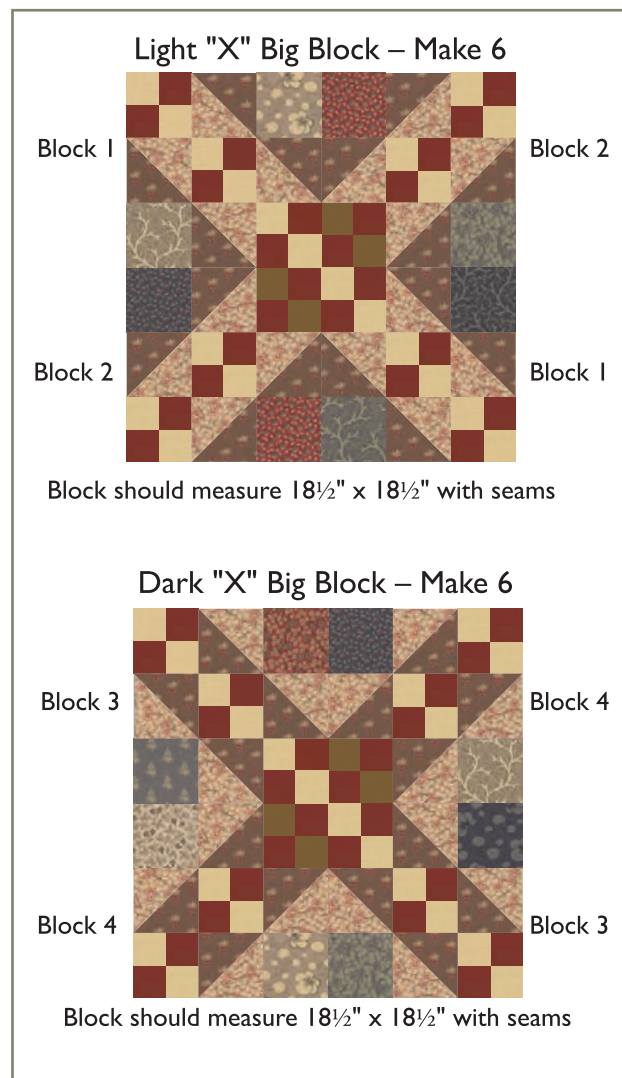 Light "X" Big Block – Make 6
Block 1
Block 2
Block 2
Block 1
Block should measure 18½" x 18½" with seams
Dark "X" Big Block – Make 6
Block 3
Block 4
Block 4
Block 3
Block should measure 18½" x 18½" with seams